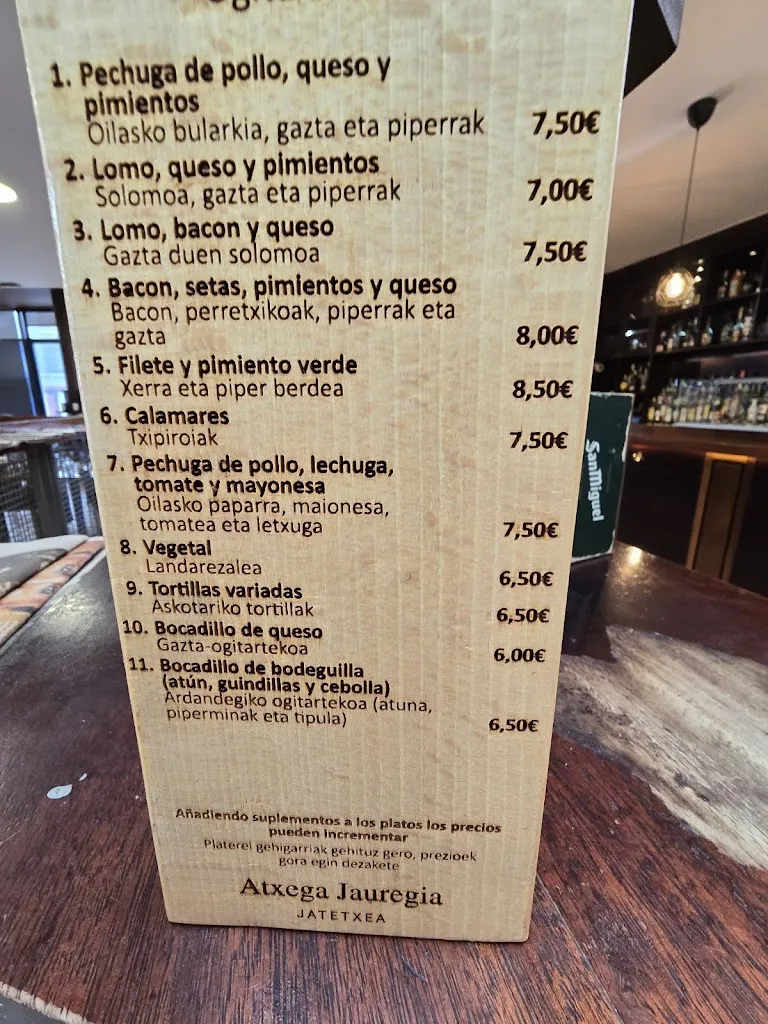 1. Pechuga de pollo, queso y
pimientos
Oilasko bularkia, gazta eta piperrak 7,50€
2. Lomo, queso y pimientos
Solomoa, gazta eta piperrak 7,00€
3. Lomo, bacon y queso
Gazta duen solomoa 7,50€
4. Bacon, setas, pimientos y queso
Bacon, perretxikoak, piperrak eta
gazta 8,00€
5. Filete y pimiento verde
Xerra eta piper berdea 8,50€
6. Calamares
Txipiroiak 7,50€
7. Pechuga de pollo, lechuga,
tomate y mayonesa
Oilasko paparra, maionesa,
tomatea eta letxuga 7,50€
8. Vegetal
Landarezalea 6,50€
9. Tortillas variadas
Askotariko tortillak 6,50€
10. Bocadillo de queso
Gazta-ogitartekoa 6,00€
11. Bocadillo de bodeguilla
(atún, guindillas y cebolla)
Ardandegiko ogitartekoa (atuna,
piperminak eta tipula) 6,50€
Añadiendo suplementos a los platos los precios
pueden incrementar
Platerei gehigarriak gehituz gero, prezioek
gora egin dezakete
Atxega Jauregia
JATETXEA
SanMiguel